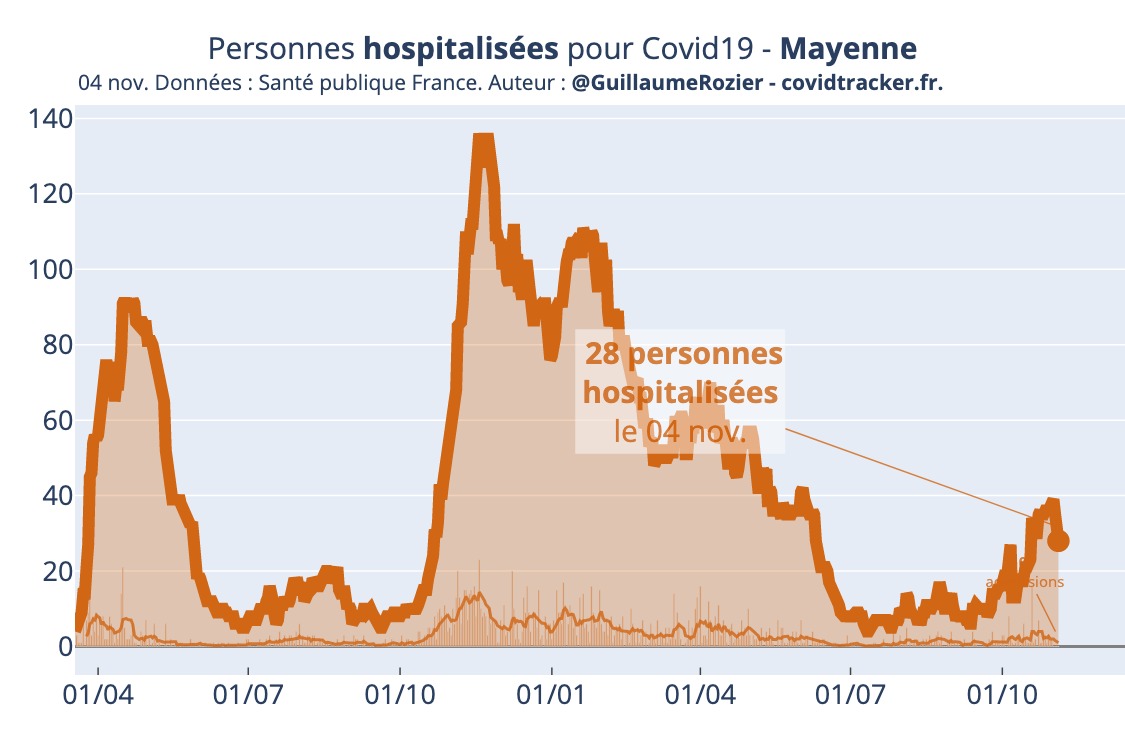 Personnes hospitalisées pour Covid19 - Mayenne
04 nov. Données : Santé publique France. Auteur : @GuillaumeRozier - covidtracker.fr.
140
120
100
80
60
40
20
0
28 personnes
hospitalisées
le 04 nov.
01/04 01/07 01/10 01/01 01/04 01/07 01/10